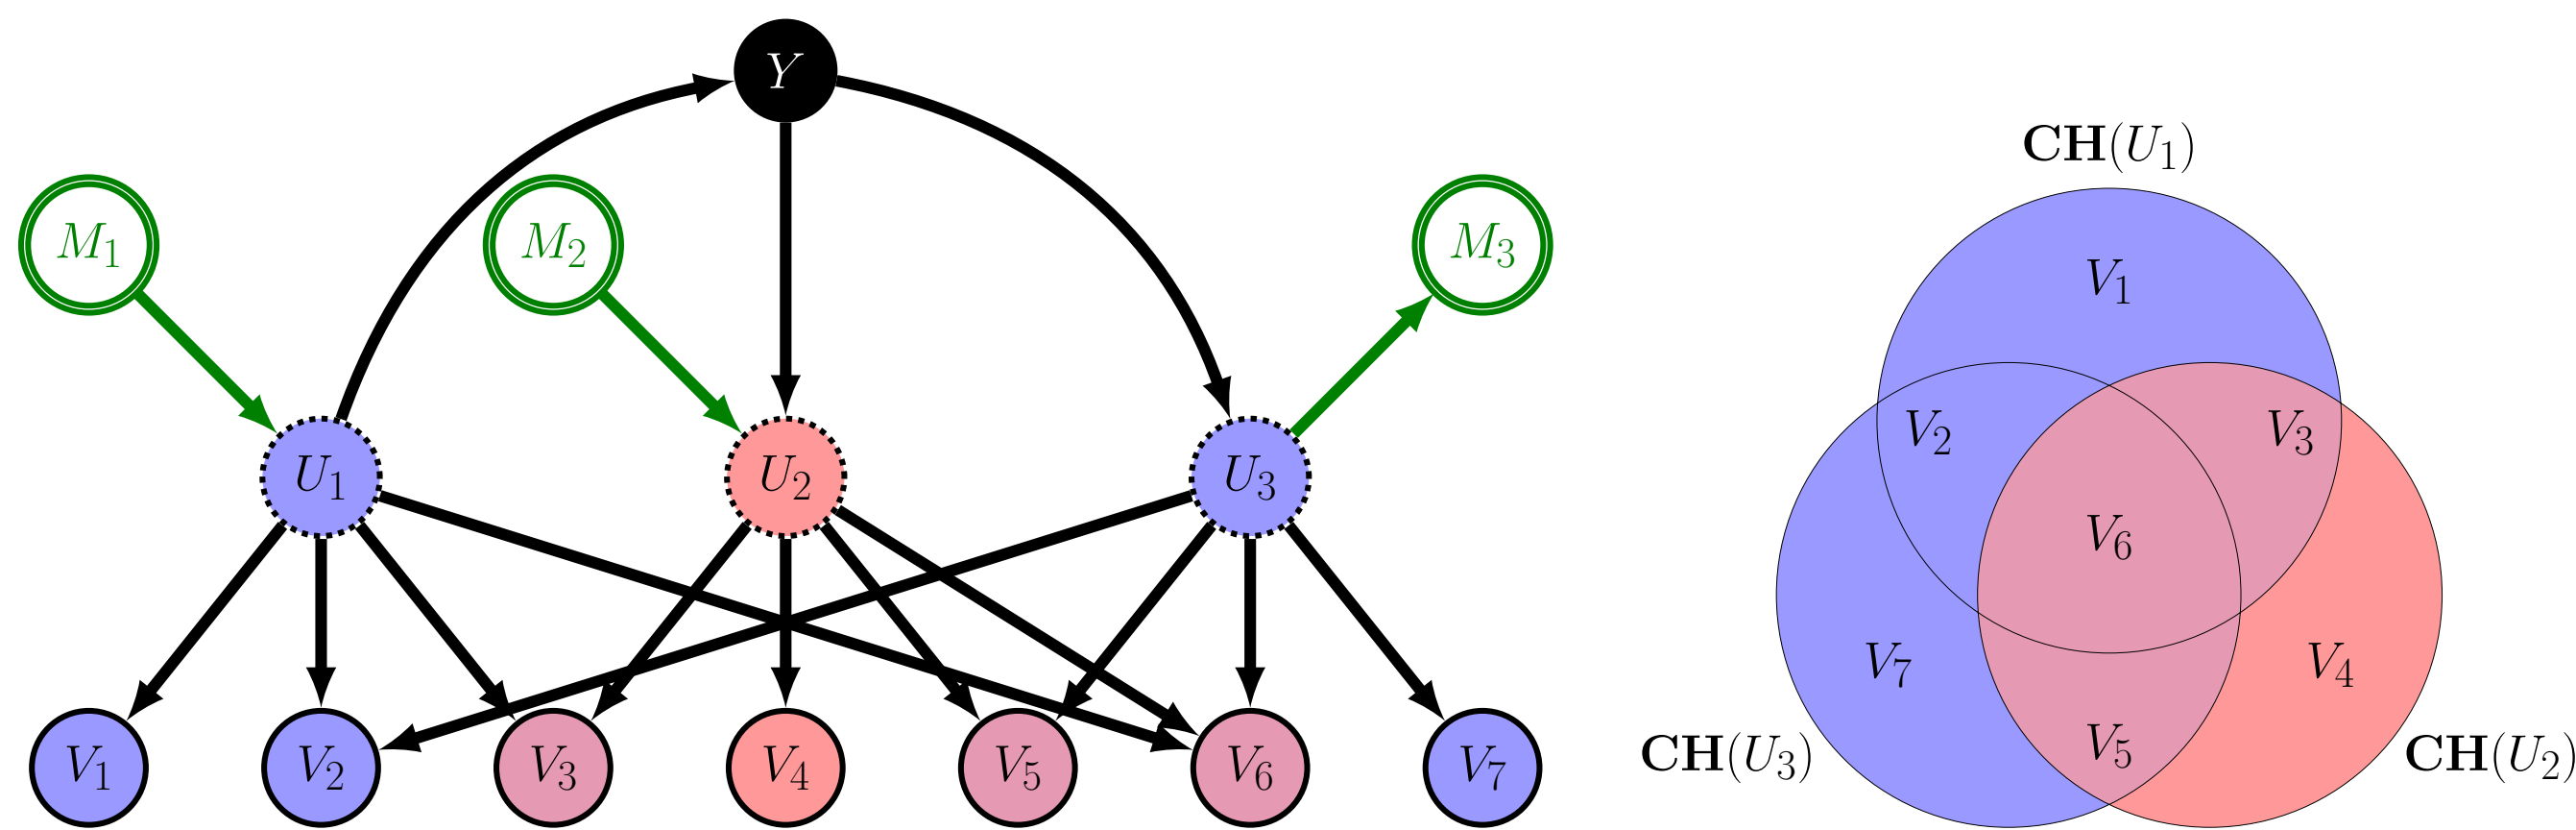 Y
M₁ M₂ M₃
U₁ U₂ U₃
V₁ V₂ V₃ V₄ V₅ V₆ V₇
CH(U₁)
V₁
V₂ V₃
V₆
V₇ V₄
V₅
CH(U₃) CH(U₂)